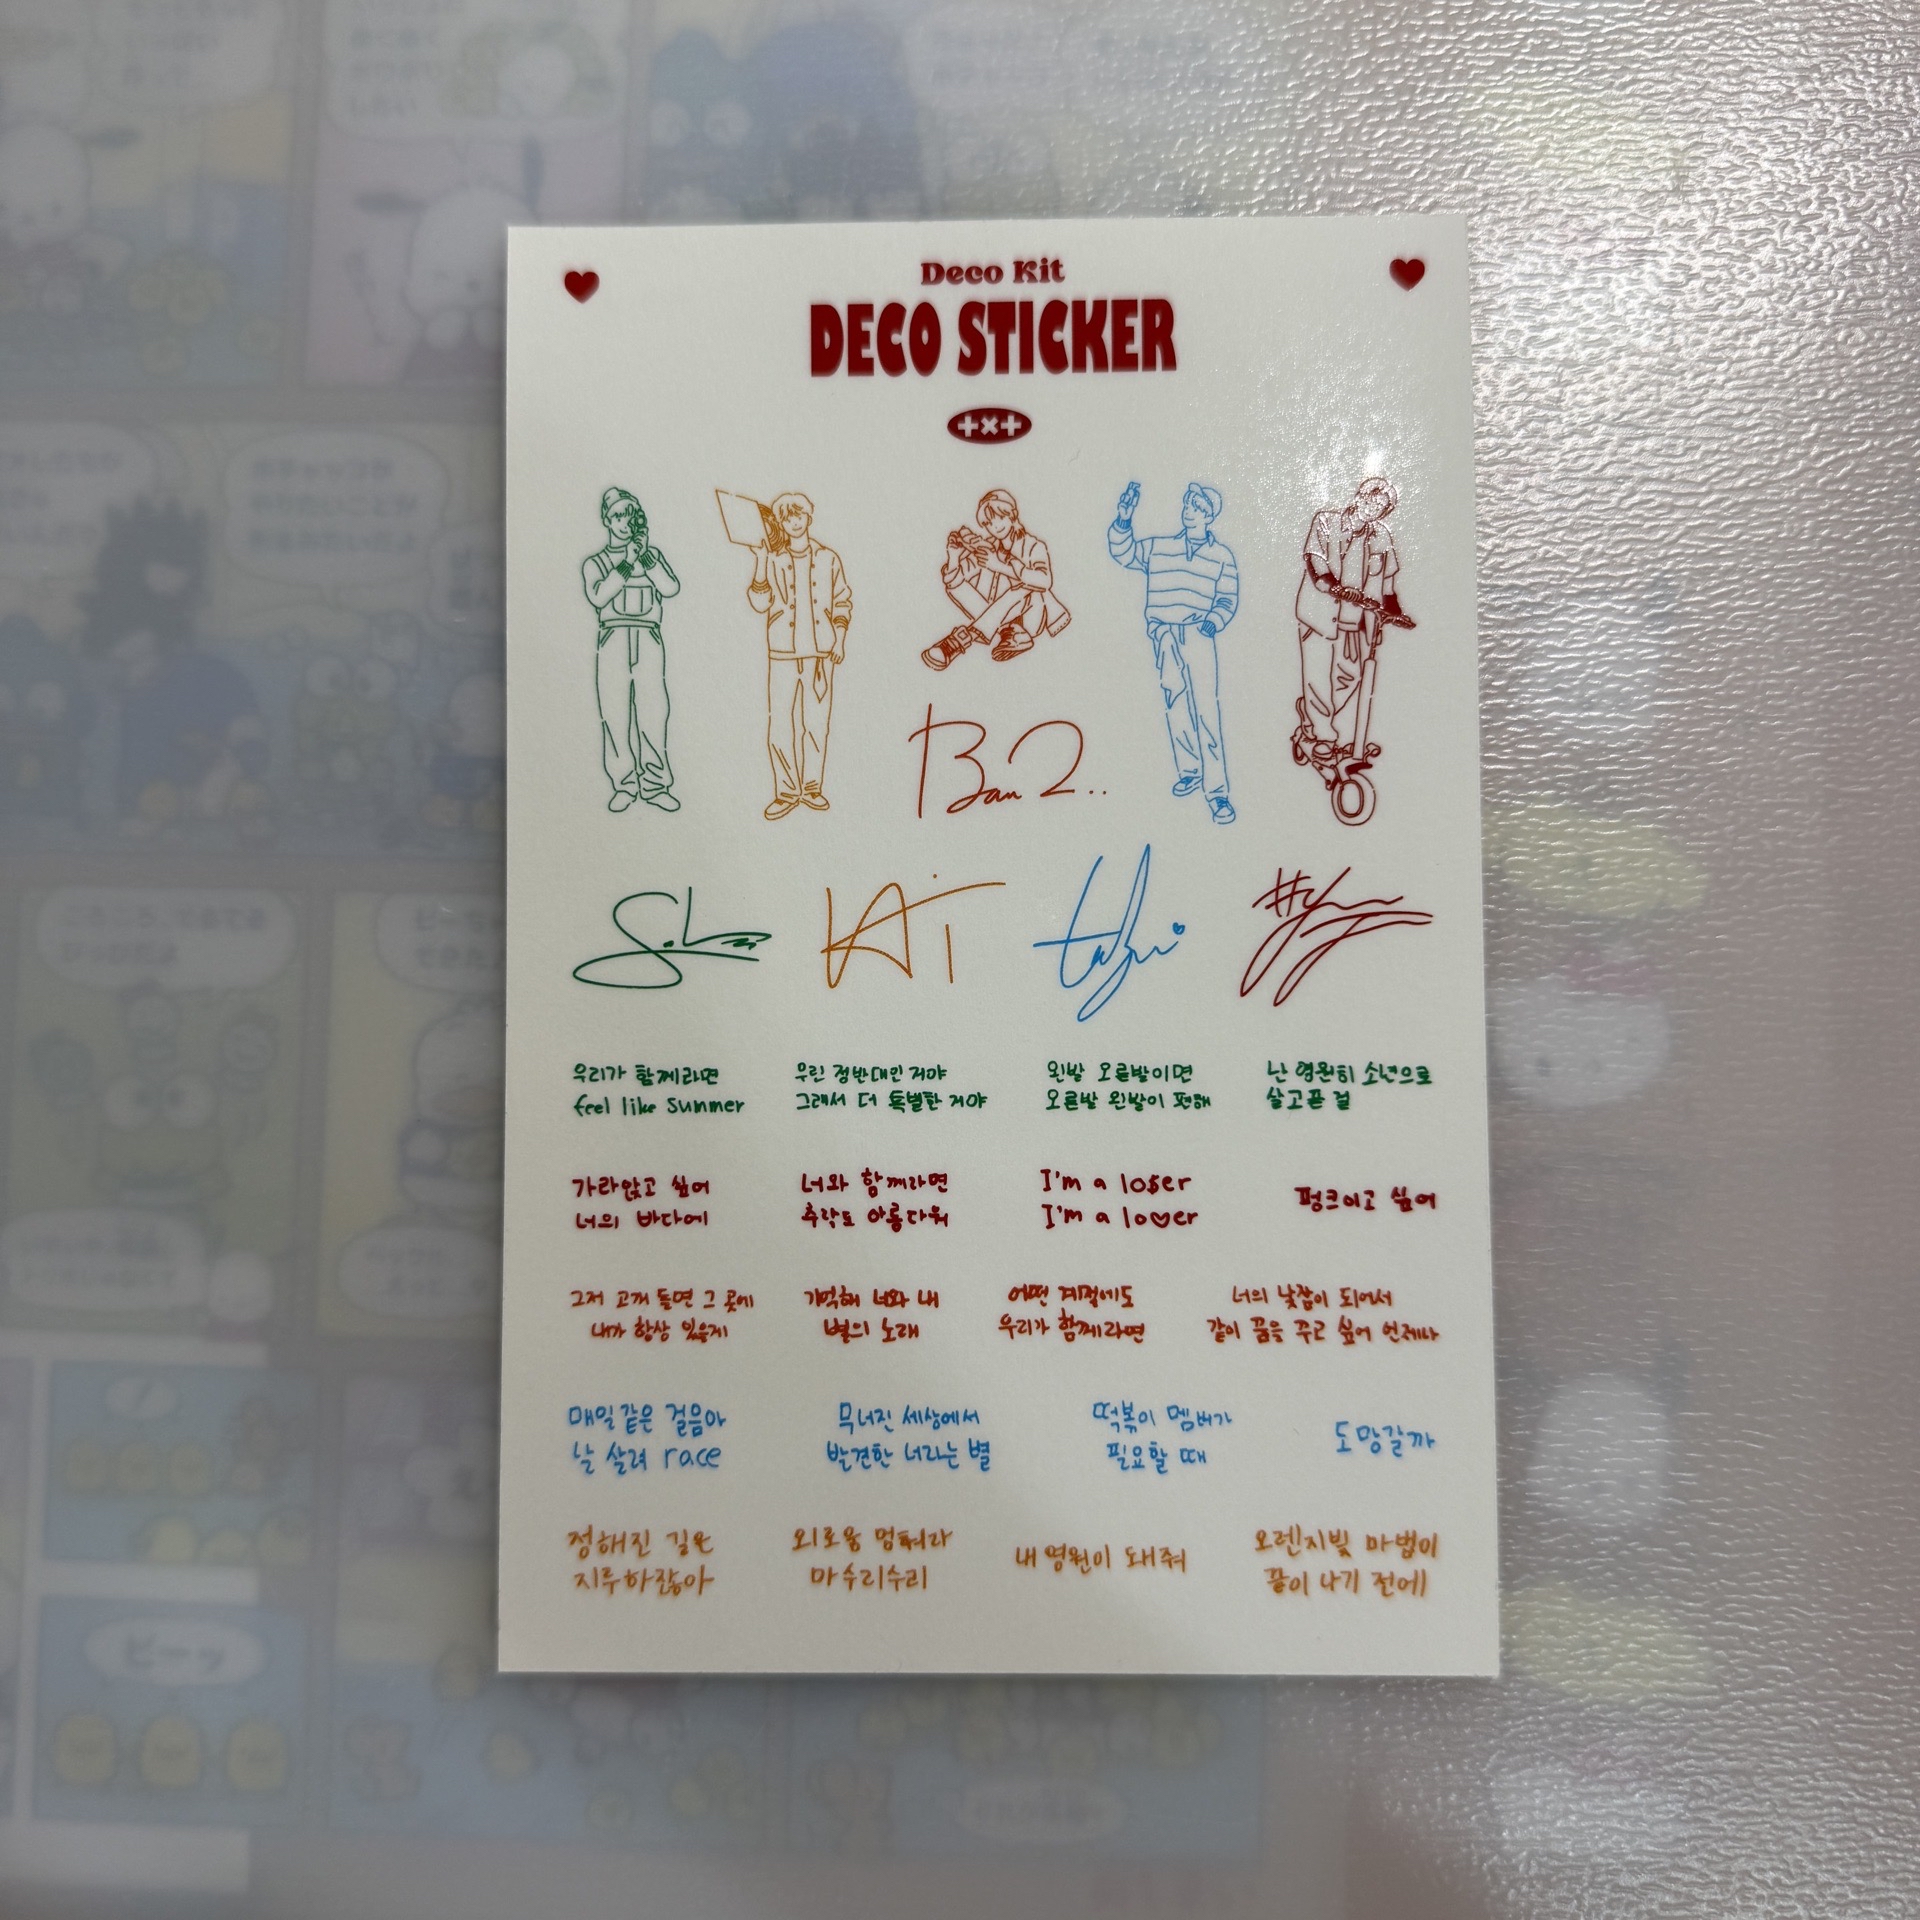 Deco Kit
DECO STICKER
+×+
Ban 2..
KAI
우리가 함께라면
feel like summer
우린 정반대인 거야
그래서 더 특별한 거야
왼발 오른발이면
오른발 왼발이 편해
난 영원히 소년으로
살고픈 걸
가라앉고 싶어
너의 바다에
너와 함께라면
추락도 아름다워
I'm a lo$er
I'm a lo♡er
펑크이고 싶어
그저 고개 돌면 그 곳에
내가 항상 있을게
기억해 너와 내
별의 노래
어떤 계절에도
우리가 함께라면
너의 낮잠이 되어서
같이 꿈을 꾸고 싶어 언제나
매일같은 걸음아
날 살려 race
무너진 세상에서
발견한 너라는 별
떡볶이 멤버가
필요할 때
도망갈까
정해진 길은
지루하잖아
외로움 멈춰라
마수리수리
내 영원이 돼줘
오렌지빛 마법이
끝이 나기 전에